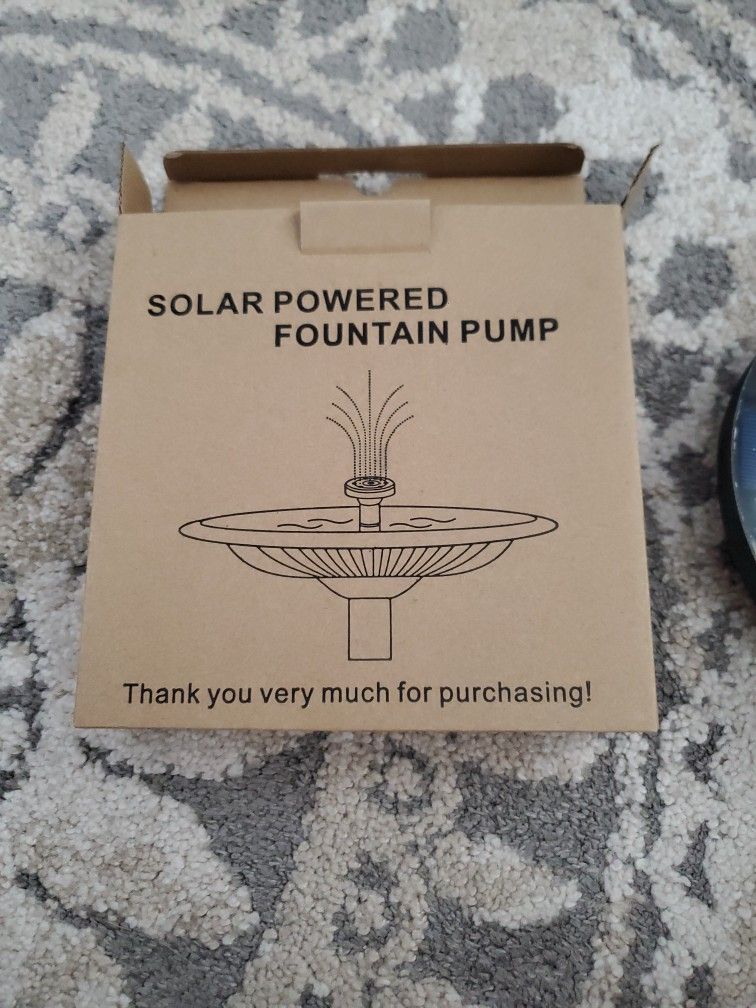 SOLAR POWERED
FOUNTAIN PUMP
Thank you very much for purchasing!